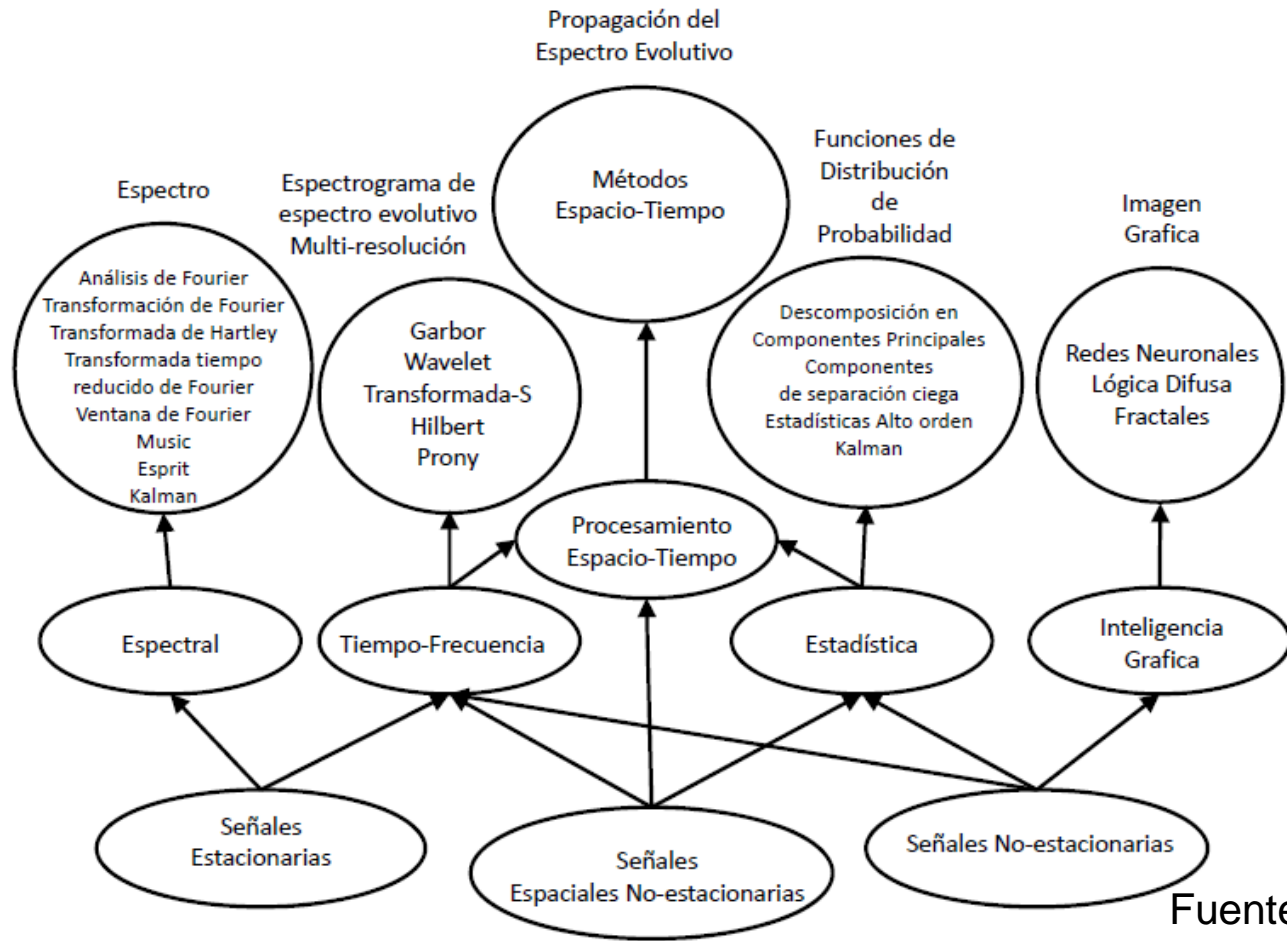 Propagación del
Espectro Evolutivo
Métodos
Espacio-Tiempo
Funciones de
Distribución
de
Probabilidad
Espectro
Espectrograma de
espectro evolutivo
Multi-resolución
Imagen
Grafica
Análisis de Fourier
Transformación de Fourier
Transformada de Hartley
Transformada tiempo
reducido de Fourier
Ventana de Fourier
Music
Esprit
Kalman
Garbor
Wavelet
Transformada-S
Hilbert
Prony
Descomposición en
Componentes Principales
Componentes
de separación ciega
Estadísticas Alto orden
Kalman
Redes Neuronales
Lógica Difusa
Fractales
Procesamiento
Espacio-Tiempo
Espectral
Tiempo-Frecuencia
Estadística
Inteligencia
Grafica
Señales
Estacionarias
Señales
Espaciales No-estacionarias
Señales No-estacionarias
Fuente